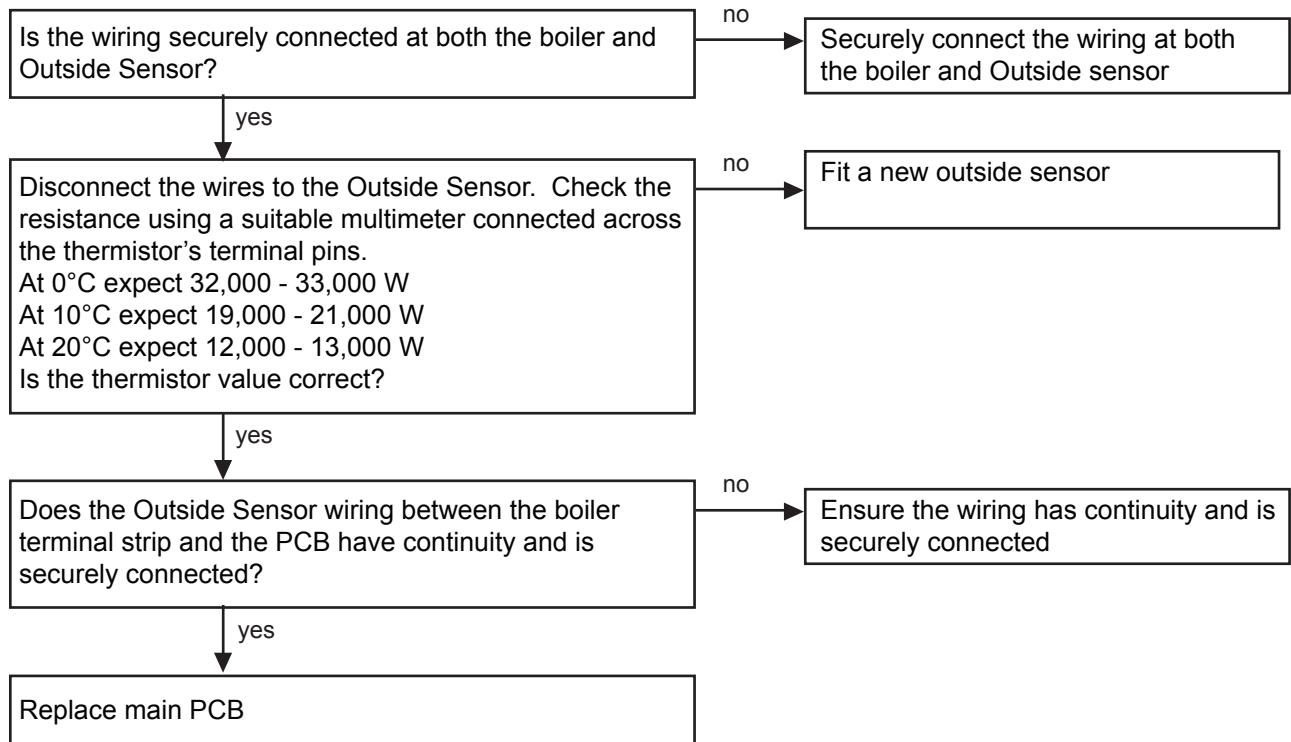 Is the wiring securely connected at both the boiler and
Outside Sensor?
no
Securely connect the wiring at both
the boiler and Outside sensor
yes
Disconnect the wires to the Outside Sensor.  Check the
resistance using a suitable multimeter connected across
the thermistor’s terminal pins.
At 0°C expect 32,000 - 33,000 W
At 10°C expect 19,000 - 21,000 W
At 20°C expect 12,000 - 13,000 W
Is the thermistor value correct?
no
Fit a new outside sensor
yes
Does the Outside Sensor wiring between the boiler
terminal strip and the PCB have continuity and is
securely connected?
no
Ensure the wiring has continuity and is
securely connected
yes
Replace main PCB